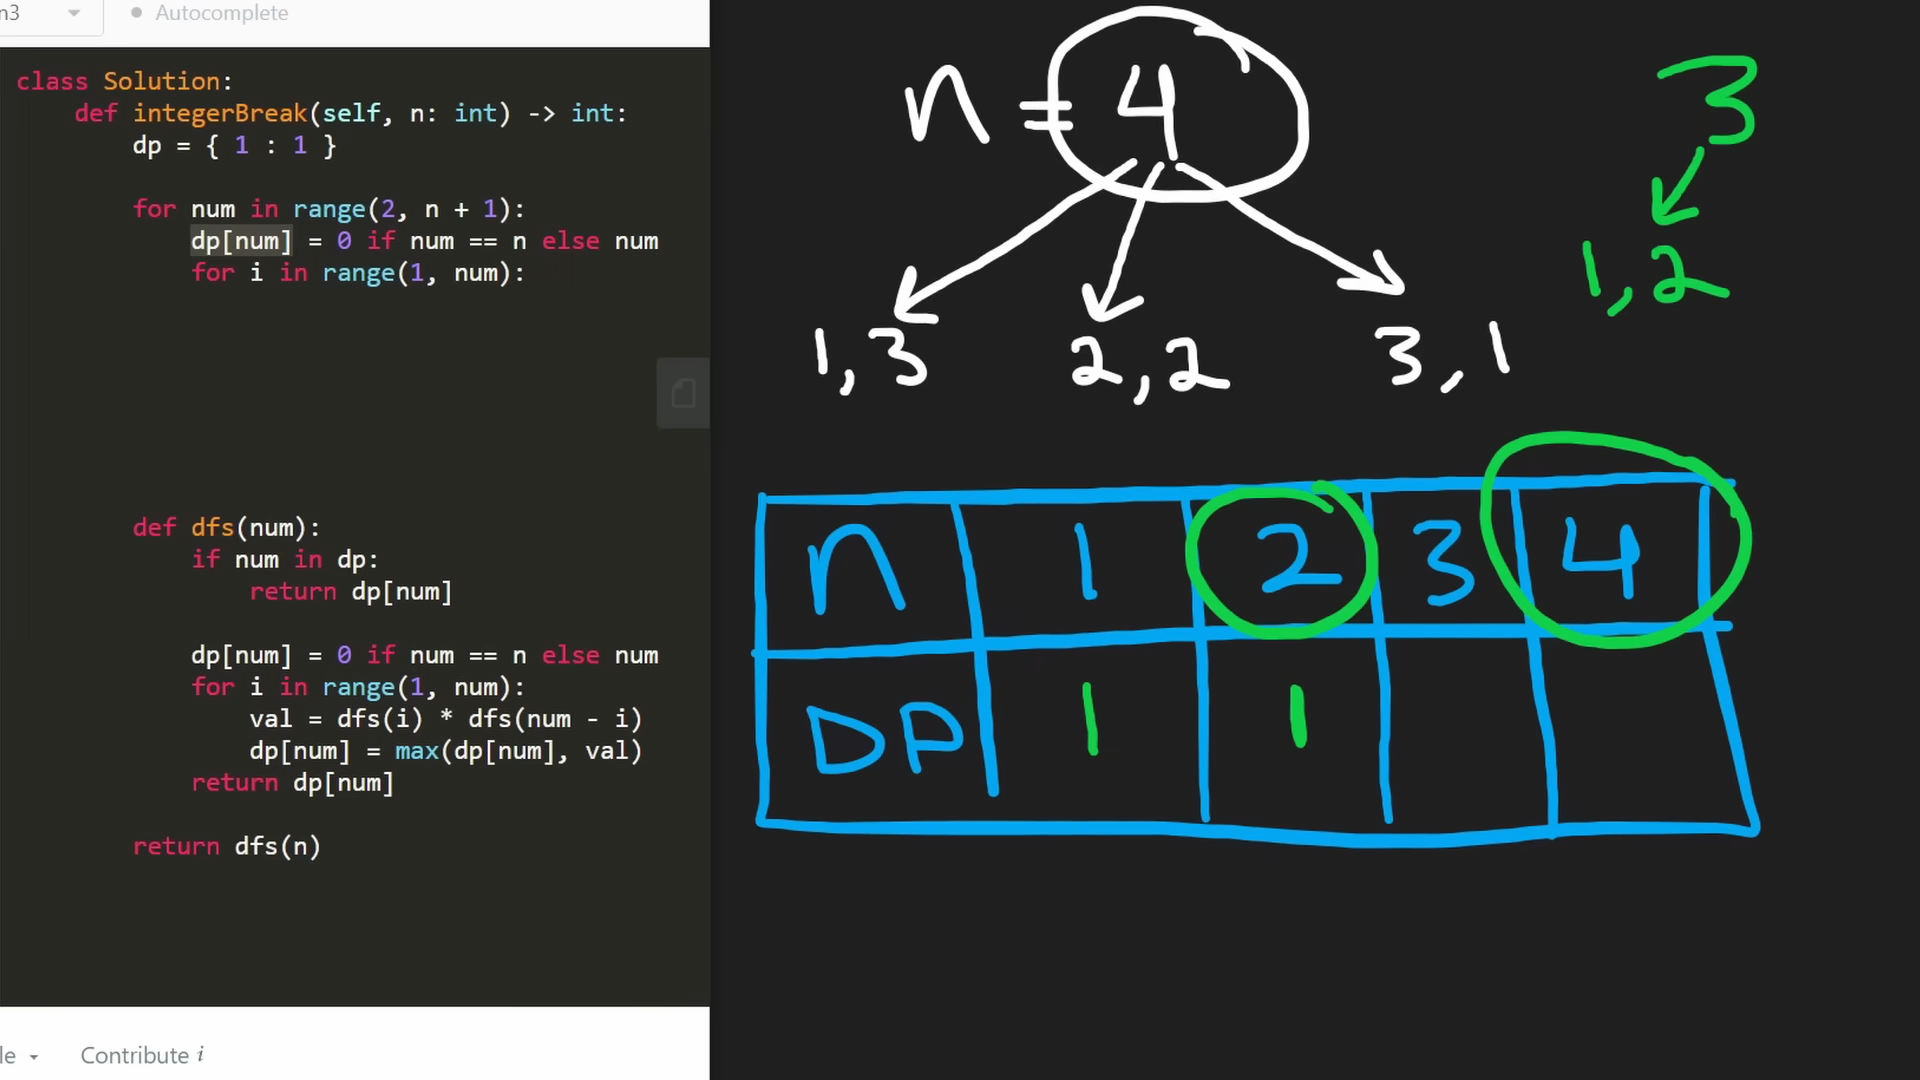 n3 Autocomplete
class Solution:
def integerBreak(self, n: int) -> int:
dp = { 1 : 1 }
for num in range(2, n + 1):
dp[num] = 0 if num == n else num
for i in range(1, num):
def dfs(num):
if num in dp:
return dp[num]
dp[num] = 0 if num == n else num
for i in range(1, num):
val = dfs(i) * dfs(num - i)
dp[num] = max(dp[num], val)
return dp[num]
return dfs(n)
le Contribute i
n = 4
1,3 2,2 3,1
3
1,2
n 1 2 3 4
DP 1 1